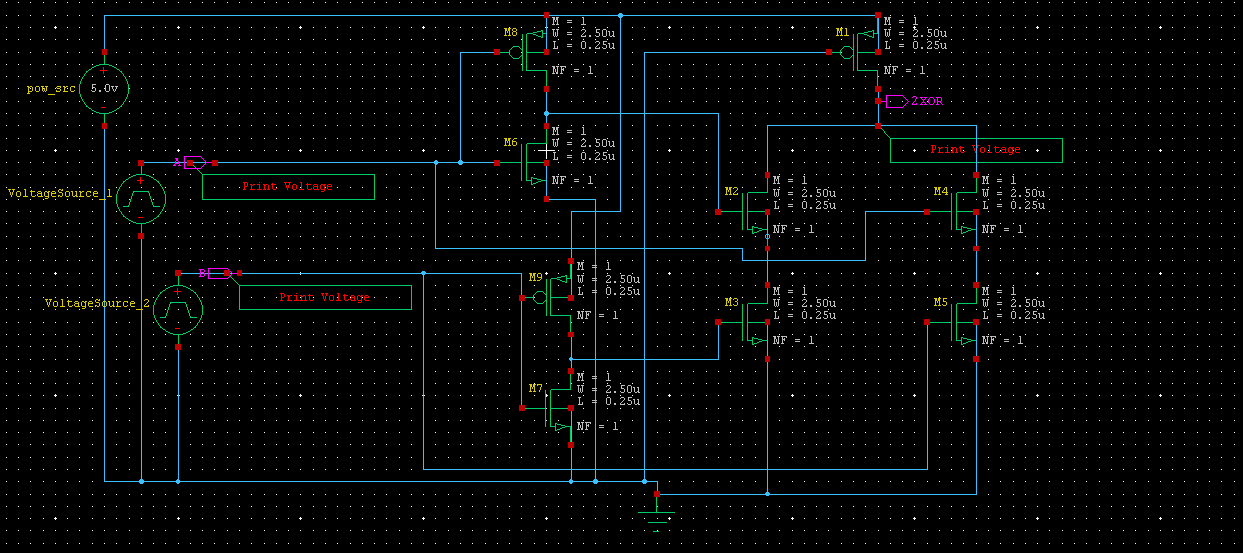 M8
M = 1
W = 2.50u
L = 0.25u
NF = 1
M1
M = 1
W = 2.50u
L = 0.25u
NF = 1
pow_src
+
5.0v
-
2XOR
M6
M = 1
W = 2.50u
L = 0.25u
NF = 1
Print Voltage
A
Print Voltage
VoltageSource_1
+
-
M2
M = 1
W = 2.50u
L = 0.25u
NF = 1
M4
M = 1
W = 2.50u
L = 0.25u
NF = 1
B
Print Voltage
VoltageSource_2
+
-
M9
M = 1
W = 2.50u
L = 0.25u
NF = 1
M3
M = 1
W = 2.50u
L = 0.25u
NF = 1
M5
M = 1
W = 2.50u
L = 0.25u
NF = 1
M7
M = 1
W = 2.50u
L = 0.25u
NF = 1